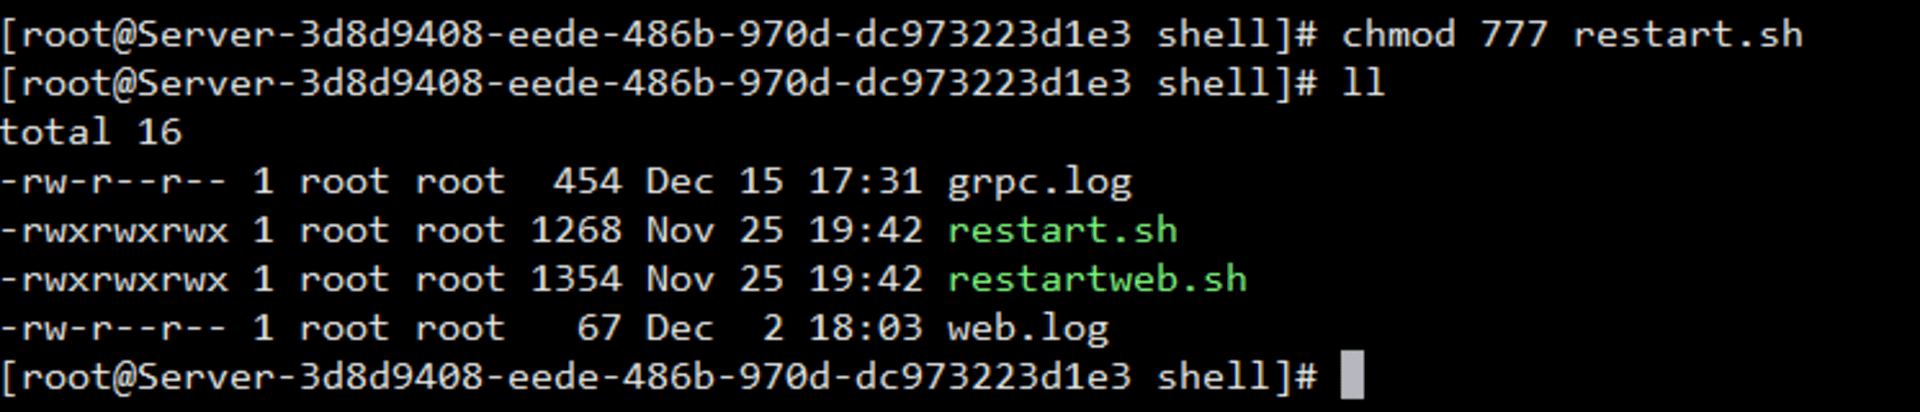 [root@Server-3d8d9408-eede-486b-970d-dc973223d1e3 shell]# chmod 777 restart.sh
[root@Server-3d8d9408-eede-486b-970d-dc973223d1e3 shell]# ll
total 16
-rw-r--r-- 1 root root  454 Dec 15 17:31 grpc.log
-rwxrwxrwx 1 root root 1268 Nov 25 19:42 restart.sh
-rwxrwxrwx 1 root root 1354 Nov 25 19:42 restartweb.sh
-rw-r--r-- 1 root root   67 Dec  2 18:03 web.log
[root@Server-3d8d9408-eede-486b-970d-dc973223d1e3 shell]#